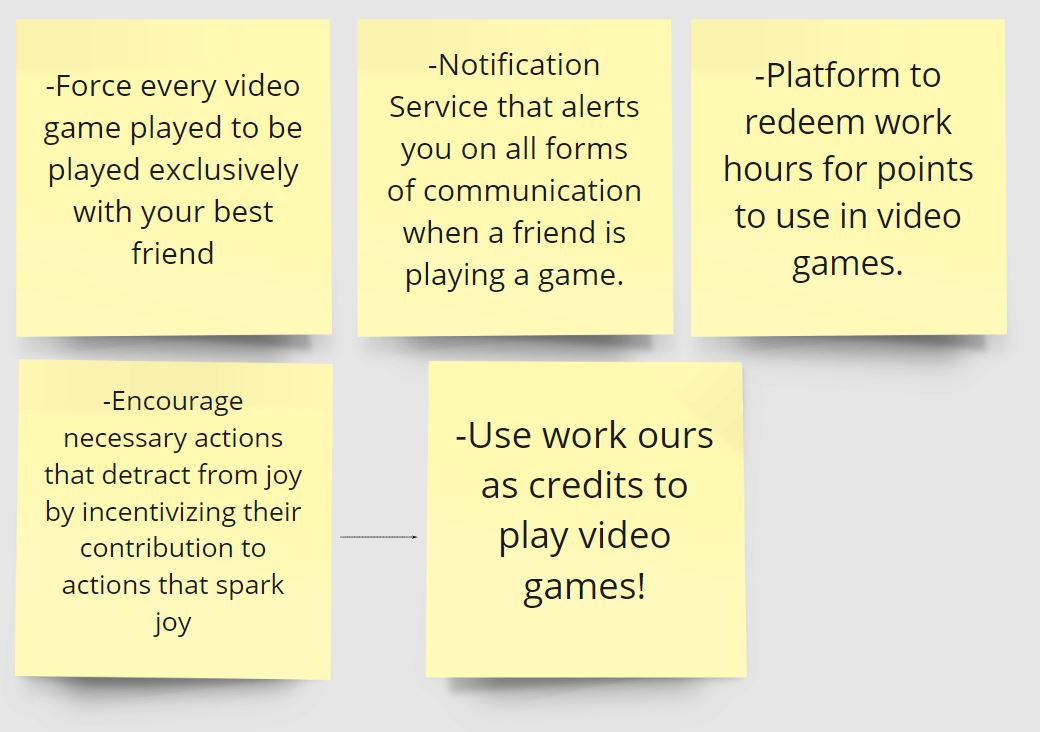 -Force every video
game played to be
played exclusively
with your best
friend
-Notification
Service that alerts
you on all forms
of communication
when a friend is
playing a game.
-Platform to
redeem work
hours for points
to use in video
games.
-Encourage
necessary actions
that detract from joy
by incentivizing their
contribution to
actions that spark
joy
-Use work ours
as credits to
play video
games!